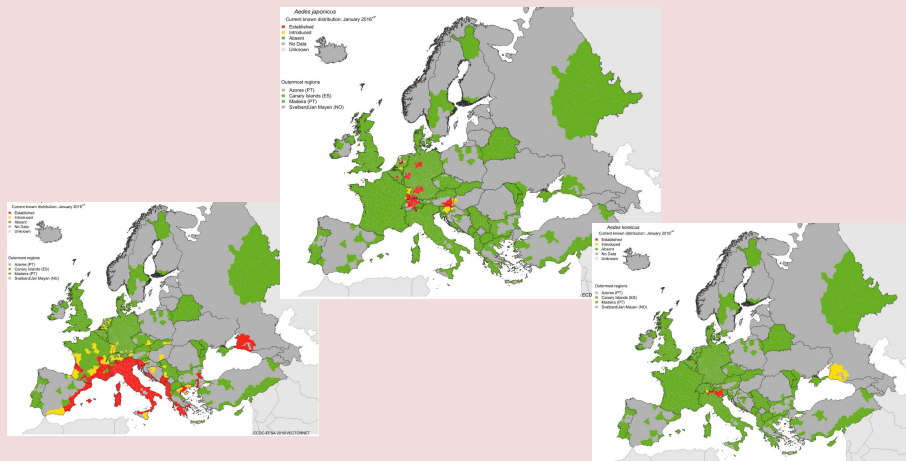 Aedes japonicus
Current known distribution: January 2016
Established
Introduced
Absent
No Data
Unknown
Outermost regions
Azores (PT)
Canary Islands (ES)
Madeira (PT)
Svalbard/Jan Mayen (NO)
ECDC
Current known distribution: January 2016
Established
Introduced
Absent
No Data
Unknown
Outermost regions
Azores (PT)
Canary Islands (ES)
Madeira (PT)
Svalbard/Jan Mayen (NO)
ECDC-EFSA 2016/VECTORNET
Aedes koreicus
Current known distribution: January 2016
Established
Introduced
Absent
No Data
Unknown
Outermost regions
Azores (PT)
Canary Islands (ES)
Madeira (PT)
Svalbard/Jan Mayen (NO)